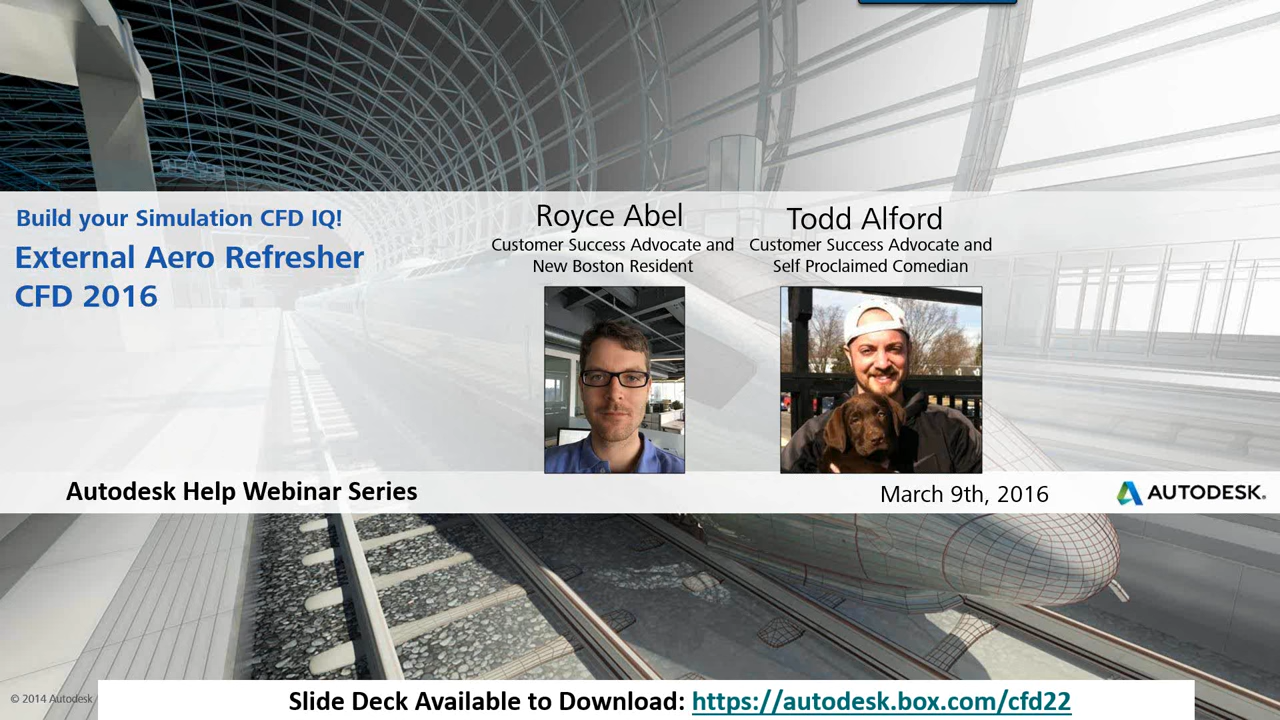 Build your Simulation CFD IQ!
External Aero Refresher
CFD 2016
Royce Abel
Customer Success Advocate and
New Boston Resident
Todd Alford
Customer Success Advocate and
Self Proclaimed Comedian
Autodesk Help Webinar Series
March 9th, 2016
AUTODESK.
© 2014 Autodesk
Slide Deck Available to Download: https://autodesk.box.com/cfd22